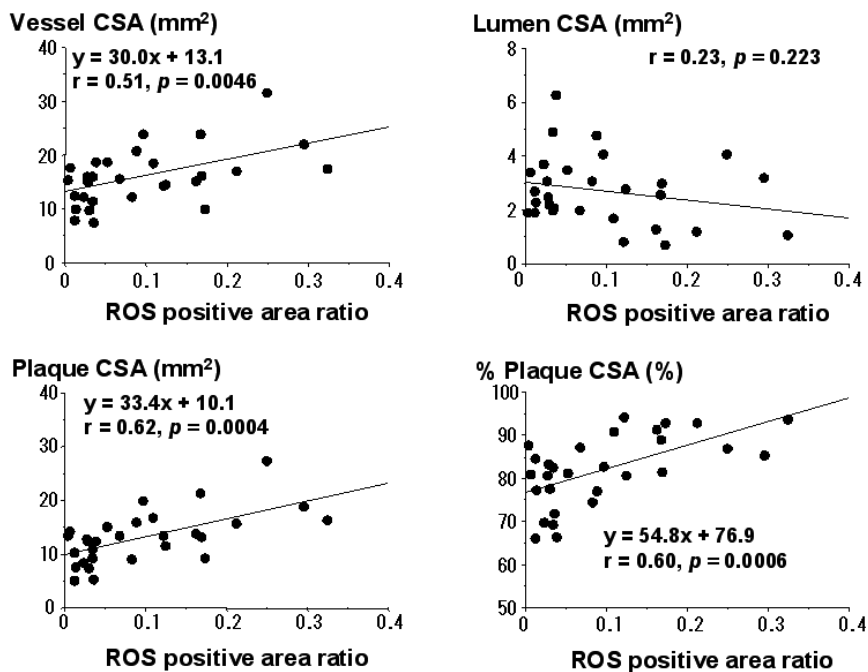 Vessel CSA (mm²)
y = 30.0x + 13.1
r = 0.51, p = 0.0046
40
30
20
10
0
0 0.1 0.2 0.3 0.4
ROS positive area ratio
Lumen CSA (mm²)
r = 0.23, p = 0.223
8
6
4
2
0
0 0.1 0.2 0.3 0.4
ROS positive area ratio
Plaque CSA (mm²)
y = 33.4x + 10.1
r = 0.62, p = 0.0004
40
30
20
10
0
0 0.1 0.2 0.3 0.4
ROS positive area ratio
% Plaque CSA (%)
100
90
80
70
60
50
y = 54.8x + 76.9
r = 0.60, p = 0.0006
0 0.1 0.2 0.3 0.4
ROS positive area ratio